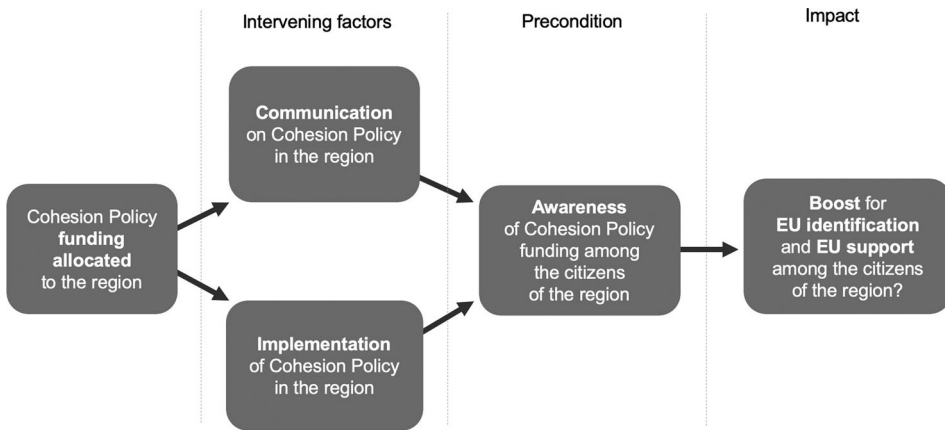 Intervening factors
Precondition
Impact
Communication
on Cohesion Policy
in the region
Cohesion Policy
funding
allocated
to the region
Implementation
of Cohesion Policy
in the region
Awareness
of Cohesion Policy
funding among
the citizens
of the region
Boost for
EU identification
and EU support
among the citizens
of the region?